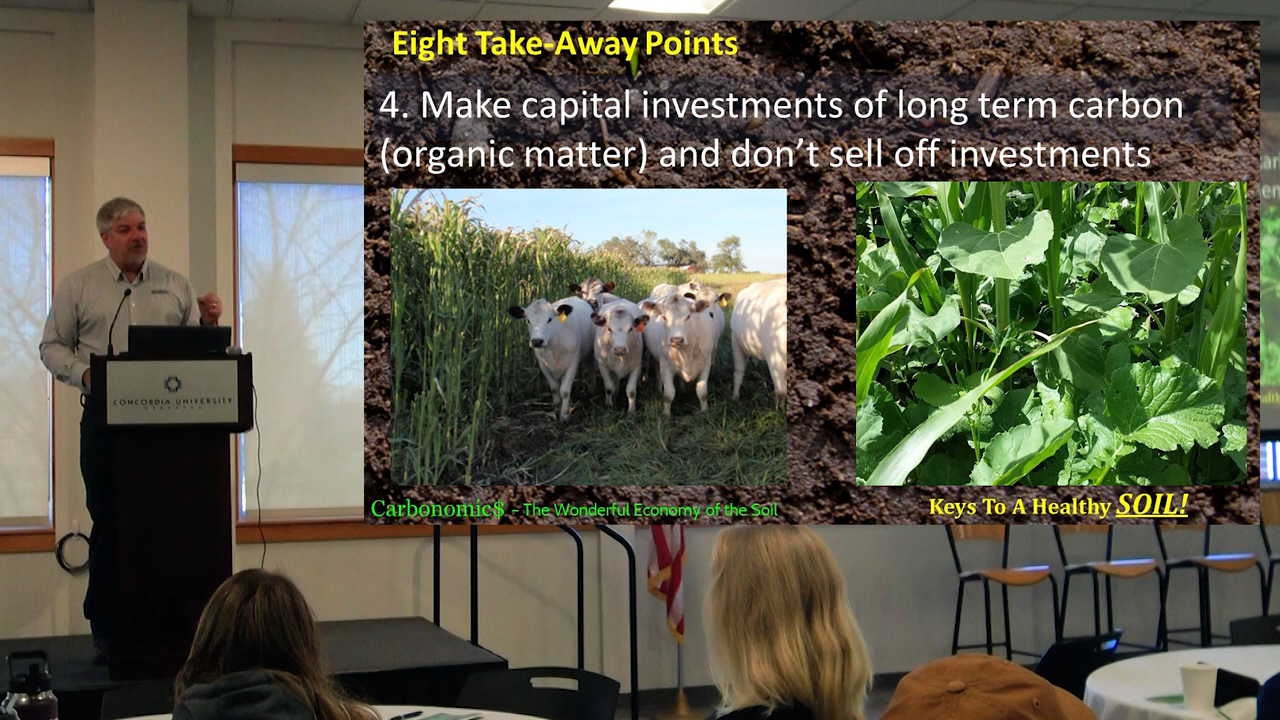 Eight Take-Away Points
4. Make capital investments of long term carbon
(organic matter) and don't sell off investments
Carbonomic$ - The Wonderful Economy of the Soil
Keys To A Healthy SOIL!
CONCORDIA UNIVERSITY
NEBRASKA